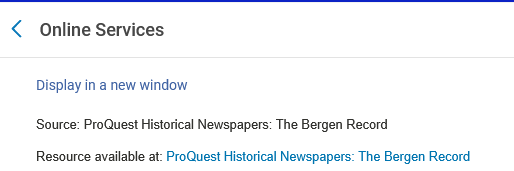 Online Services
Display in a new window
Source: ProQuest Historical Newspapers: The Bergen Record
Resource available at: ProQuest Historical Newspapers: The Bergen Record